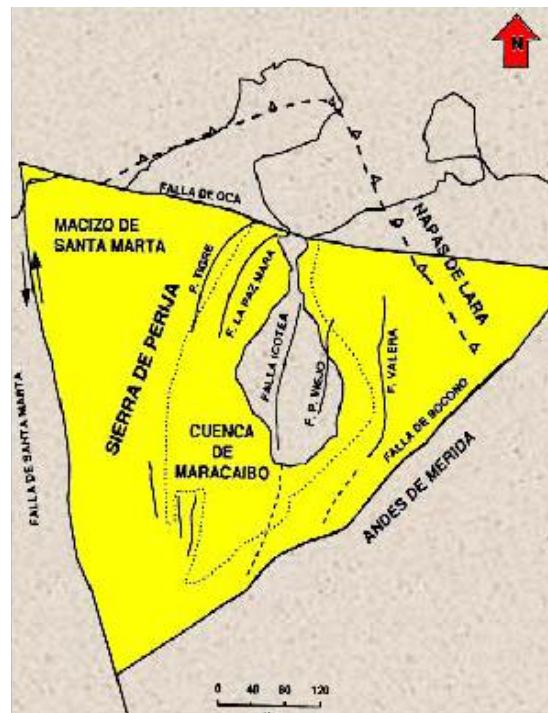 N
FALLA DE OCA
MACIZO DE
SANTA MARTA
NAPAS DE LARA
F. TIGRE
F. LA PAZ MARA
SIERRA DE PERIJA
FALLA ICOTEA
F. P. VIEJO
F. VALERA
FALLA DE SANTA MARTA
CUENCA
DE
MARACAIBO
FALLA DE BOCONO
ANDES DE MERIDA
0 40 80 120